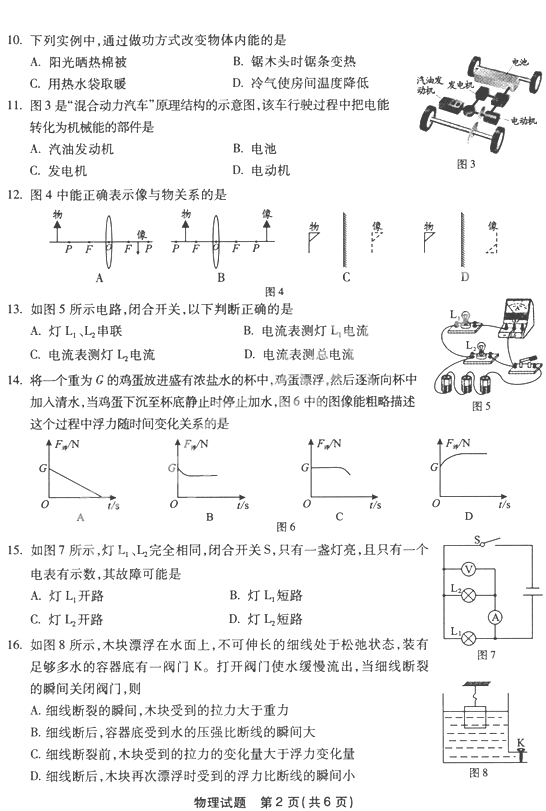 10. 下列实例中,通过做功方式改变物体内能的是
A. 阳光晒热棉被
B. 锯木头时锯条变热
C. 用热水袋取暖
D. 冷气使房间温度降低
电池
汽油发动机
发电机
电动机
图3
11. 图3是“混合动力汽车”原理结构的示意图,该车行驶过程中把电能
转化为机械能的部件是
A. 汽油发动机
B. 电池
C. 发电机
D. 电动机
12. 图4中能正确表示像与物关系的是
物 像 物 像 物 像 物 像
P F O F P P F O F P
A B C D
图4
13. 如图5所示电路,闭合开关,以下判断正确的是
A. 灯L₁、L₂串联
B. 电流表测灯L₁电流
C. 电流表测灯L₂电流
D. 电流表测总电流
L₁
L₂
图5
14. 将一个重为G的鸡蛋放进盛有浓盐水的杯中,鸡蛋漂浮,然后逐渐向杯中
加入清水,当鸡蛋下沉至杯底静止时停止加水,图6中的图像能粗略描述
这个过程中浮力随时间变化关系的是
F浮/N F浮/N F浮/N F浮/N
G G G G
O t/s O t/s O t/s O t/s
A B C D
图6
15. 如图7所示,灯L₁、L₂完全相同,闭合开关S,只有一盏灯亮,且只有一个
电表有示数,其故障可能是
A. 灯L₁开路
B. 灯L₁短路
C. 灯L₂开路
D. 灯L₂短路
S
V
L₂
A
L₁
图7
16. 如图8所示,木块漂浮在水面上,不可伸长的细线处于松弛状态,装有
足够多水的容器底有一阀门K。打开阀门使水缓慢流出,当细线断裂
的瞬间关闭阀门,则
A. 细线断裂的瞬间,木块受到的拉力大于重力
B. 细线断后,容器底受到水的压强比断线的瞬间大
C. 细线断裂前,木块受到的拉力的变化量大于浮力变化量
D. 细线断后,木块再次漂浮时受到的浮力比断线的瞬间小
K
图8
物理试题 第2页(共6页)